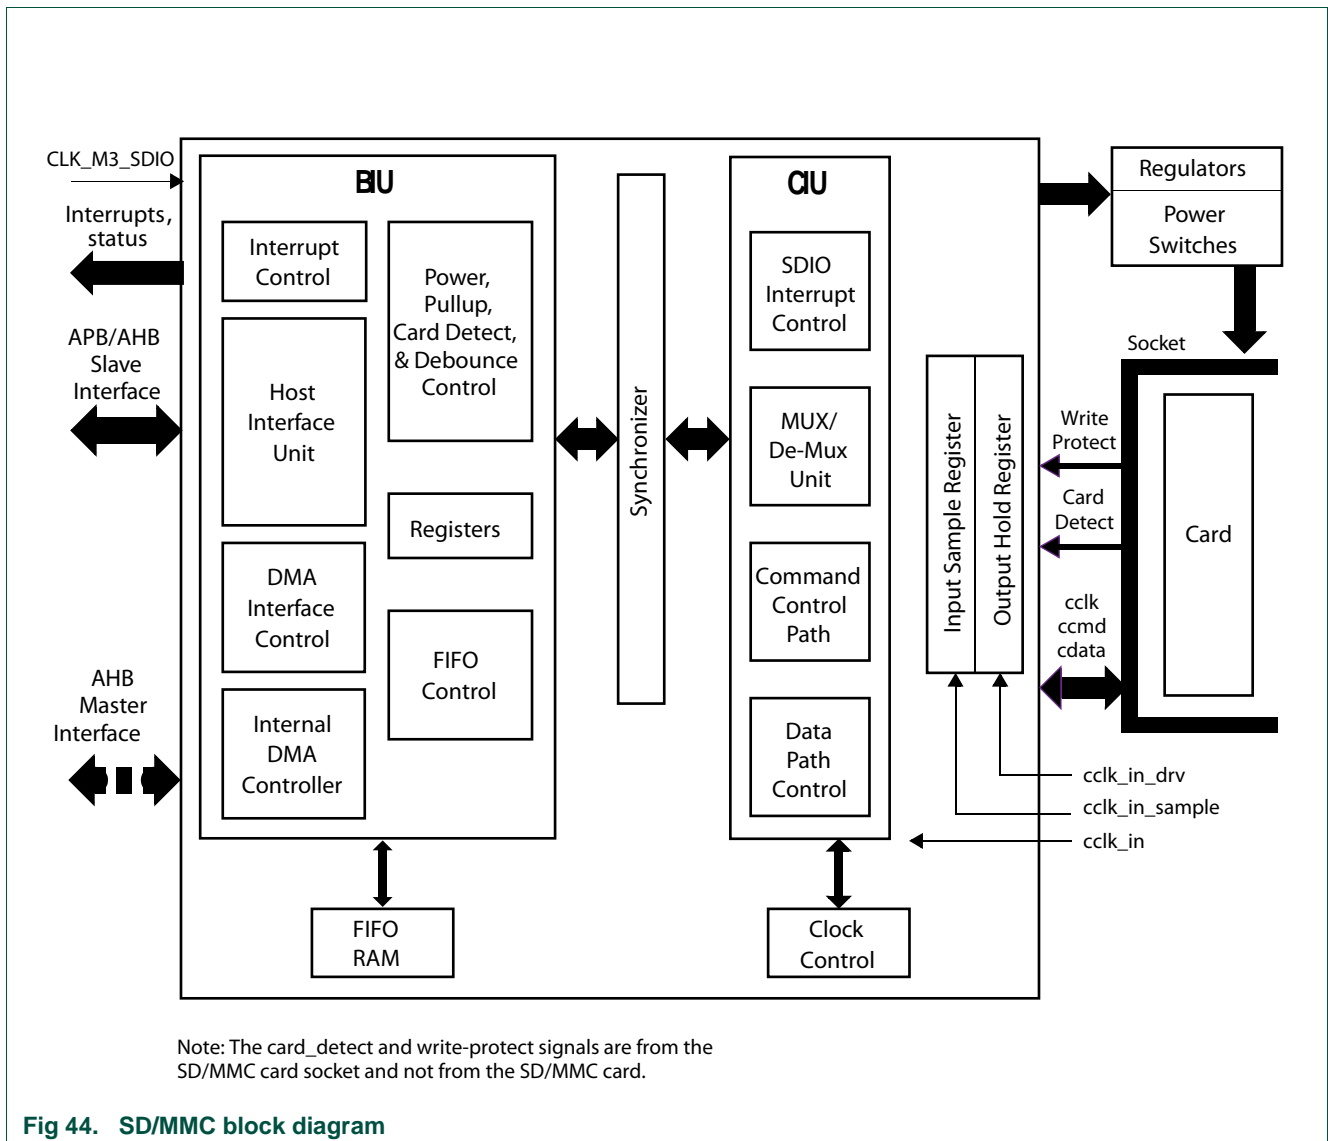 CLK_M3_SDIO
Interrupts,
status
APB/AHB
Slave
Interface
AHB
Master
Interface
BIU
Interrupt
Control
Host
Interface
Unit
DMA
Interface
Control
Internal
DMA
Controller
Power,
Pullup,
Card Detect,
& Debounce
Control
Registers
FIFO
Control
FIFO
RAM
Synchronizer
CIU
SDIO
Interrupt
Control
MUX/
De-Mux
Unit
Command
Control
Path
Data
Path
Control
Clock
Control
Input Sample Register
Output Hold Register
Regulators
Power
Switches
Socket
Write
Protect
Card
Detect
cclk
ccmd
cdata
Card
cclk_in_drv
cclk_in_sample
cclk_in
Note: The card_detect and write-protect signals are from the
SD/MMC card socket and not from the SD/MMC card.
Fig 44. SD/MMC block diagram